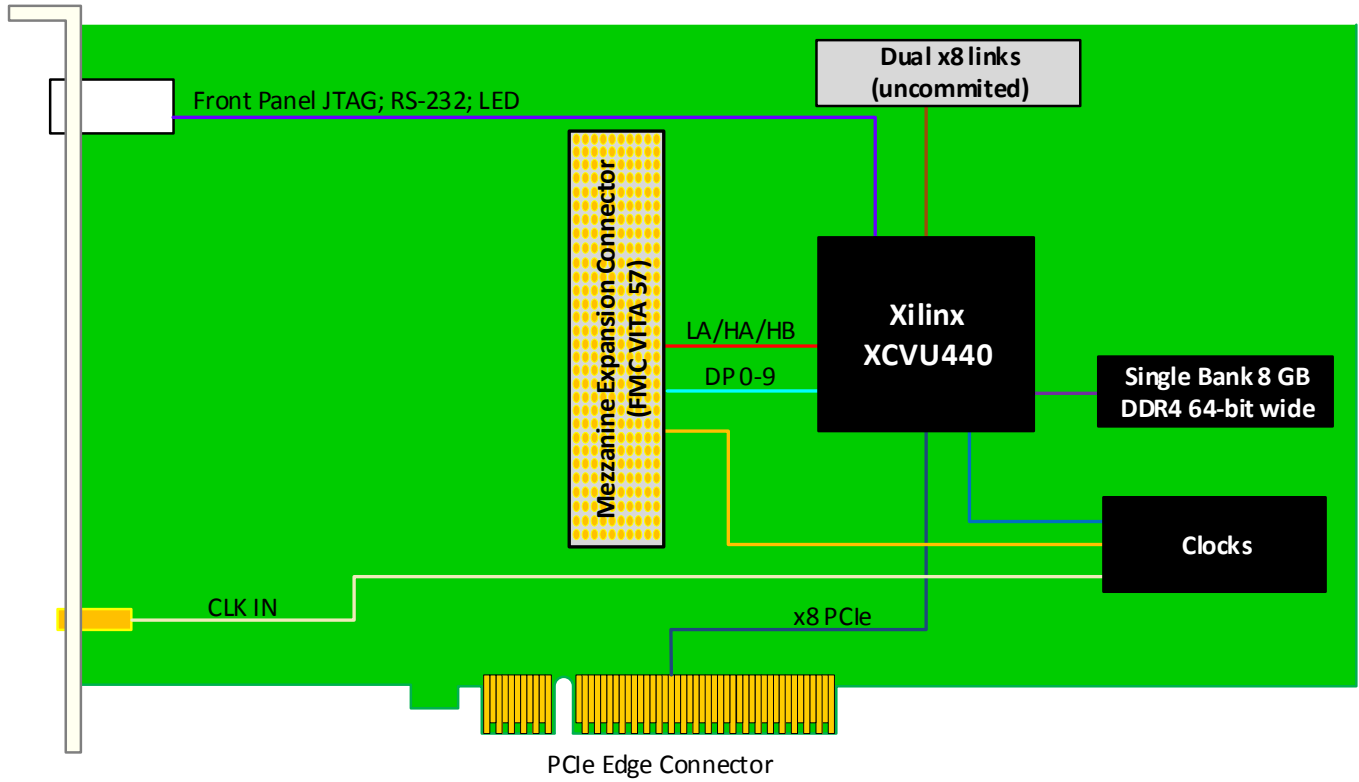 Dual x8 links
(uncommited)
Front Panel JTAG; RS-232; LED
Mezzanine Expansion Connector
(FMC VITA 57)
Xilinx
XCVU440
LA/HA/HB
DP 0-9
Single Bank 8 GB
DDR4 64-bit wide
Clocks
CLK IN
x8 PCIe
PCIe Edge Connector